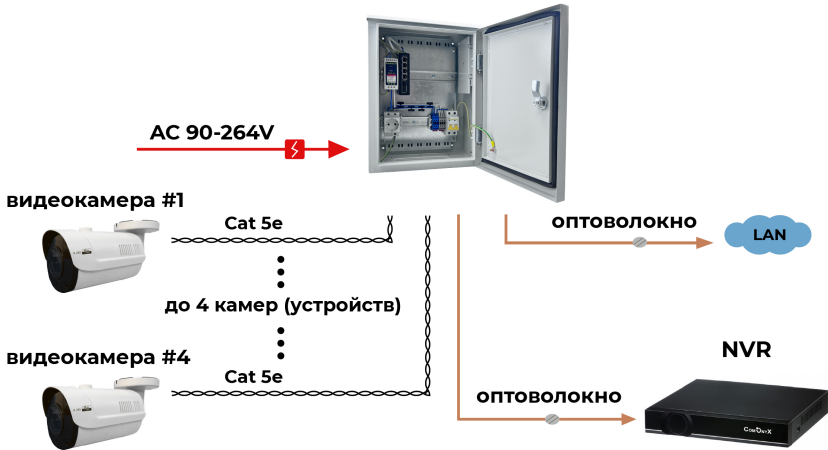 AC 90-264V
видеокамера #1
Cat 5e
оптоволокно
LAN
до 4 камер (устройств)
видеокамера #4
Cat 5e
NVR
оптоволокно
ComOnyX